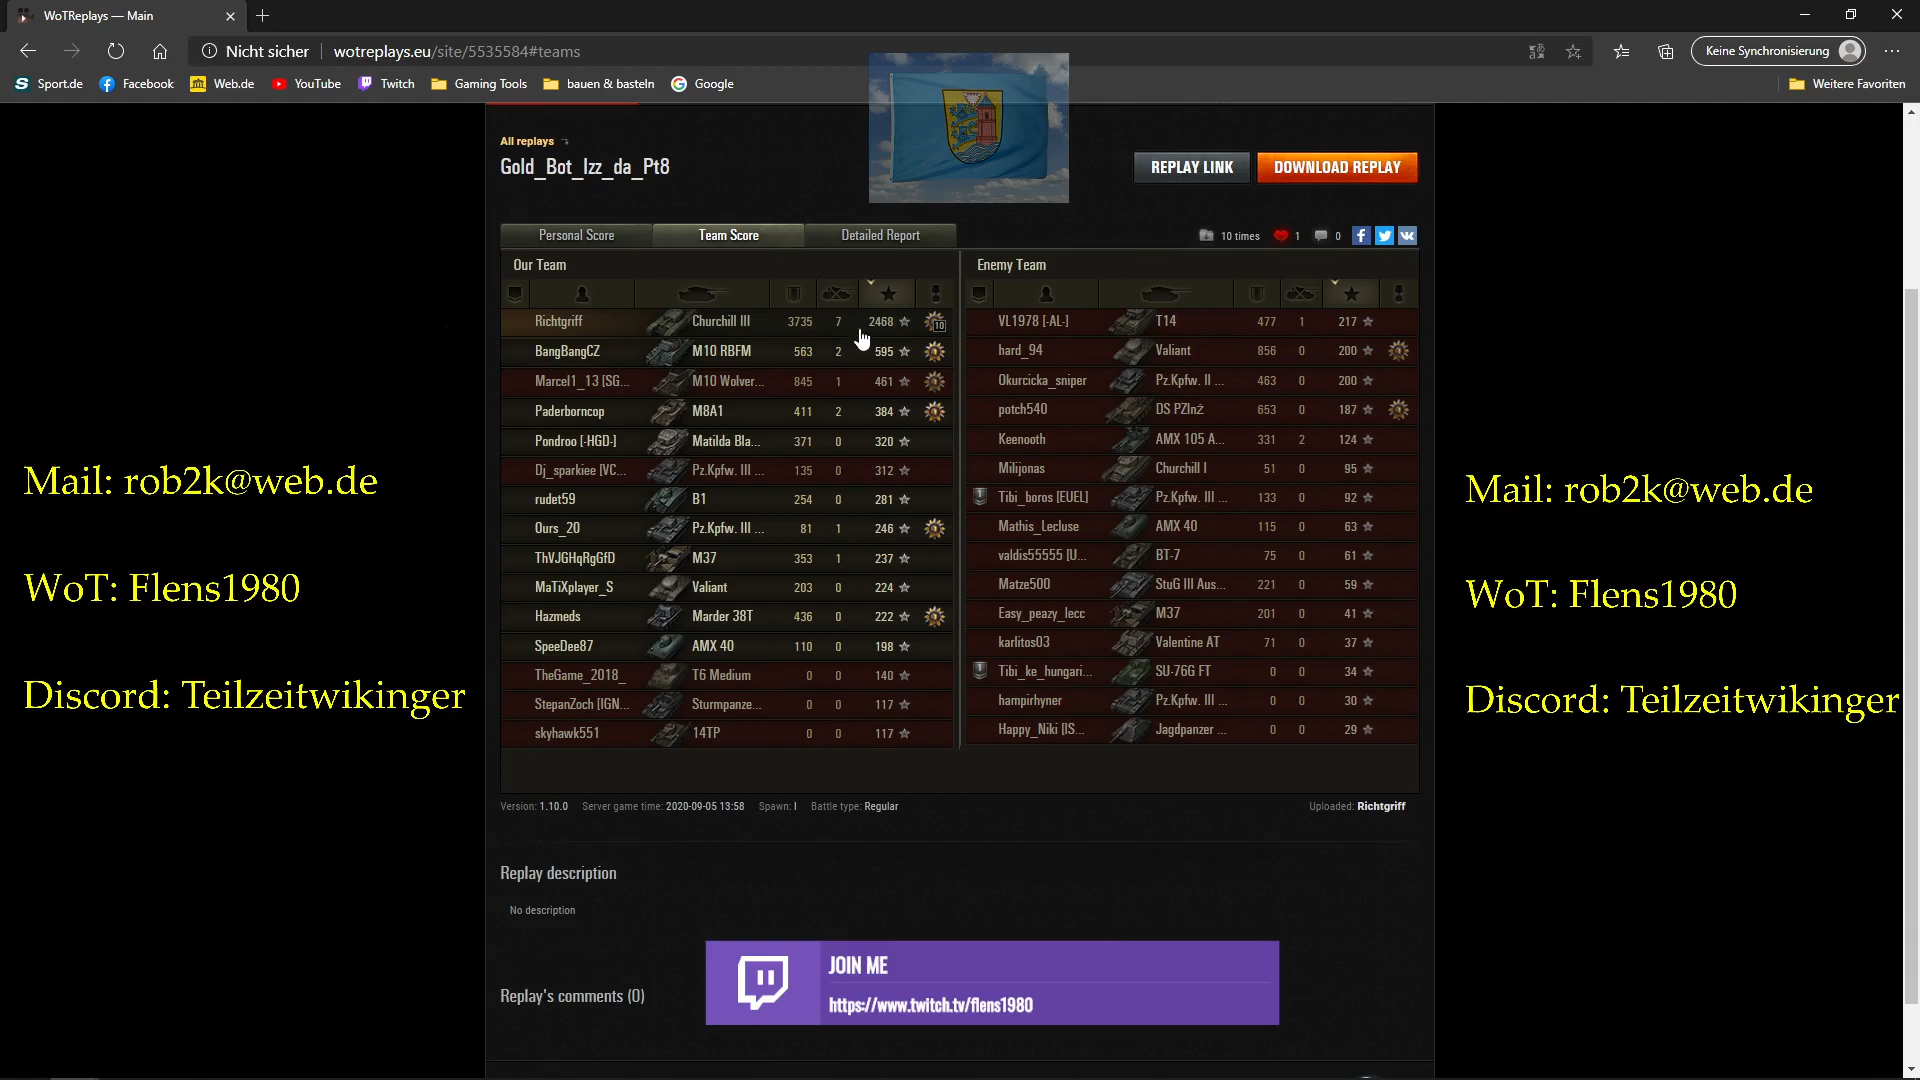 WoTReplays — Main
Nicht sicher
wotreplays.eu/site/5535584#teams
Keine Synchronisierung
Sport.de
Facebook
Web.de
YouTube
Twitch
Gaming Tools
bauen & basteln
Google
Weitere Favoriten
All replays
Gold_Bot_Izz_da_Pt8
REPLAY LINK
DOWNLOAD REPLAY
Personal Score
Team Score
Detailed Report
10 times
1
0
Our Team
Richtgriff Churchill III 3735 7 2468 10
BangBangCZ M10 RBFM 563 2 595
Marcel1_13 [SG... M10 Wolver... 845 1 461
Paderborncop M8A1 411 2 384
Pondroo [-HGD-] Matilda Bla... 371 0 320
Dj_sparkiee [VC... Pz.Kpfw. III ... 135 0 312
rudet59 B1 254 0 281
Ours_20 Pz.Kpfw. III ... 81 1 246
ThVJGHqRgGfD M37 353 1 237
MaTiXplayer_S Valiant 203 0 224
Hazmeds Marder 38T 436 0 222
SpeeDee87 AMX 40 110 0 198
TheGame_2018_ T6 Medium 0 0 140
StepanZoch [IGN... Sturmpanze... 0 0 117
skyhawk551 14TP 0 0 117
Enemy Team
VL1978 [-AL-] T14 477 1 217
hard_94 Valiant 856 0 200
Okurcicka_sniper Pz.Kpfw. II ... 463 0 200
potch540 DS PZInż 653 0 187
Keenooth AMX 105 A... 331 2 124
Milijonas Churchill I 51 0 95
Tibi_boros [EUEL] Pz.Kpfw. III ... 133 0 92
Mathis_Lecluse AMX 40 115 0 63
valdis55555 [U... BT-7 75 0 61
Matze500 StuG III Aus... 221 0 59
Easy_peazy_lecc M37 201 0 41
karlitos03 Valentine AT 71 0 37
Tibi_ke_hungari... SU-76G FT 0 0 34
hampirhyner Pz.Kpfw. III ... 0 0 30
Happy_Niki [IS... Jagdpanzer ... 0 0 29
Version: 1.10.0 Server game time: 2020-09-05 13:58 Spawn: I Battle type: Regular
Uploaded: Richtgriff
Replay description
No description
Replay's comments (0)
JOIN ME
https://www.twitch.tv/flens1980
Mail: rob2k@web.de
WoT: Flens1980
Discord: Teilzeitwikinger
Mail: rob2k@web.de
WoT: Flens1980
Discord: Teilzeitwikinger